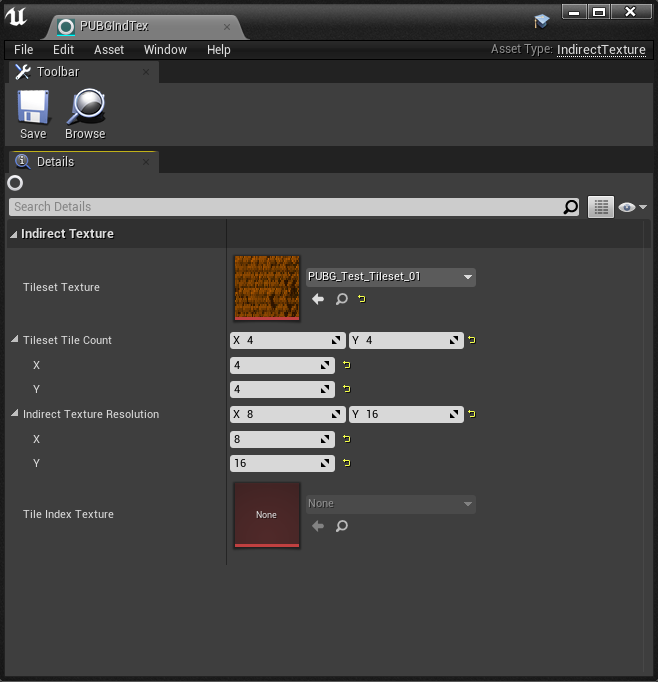 PUBGIndTex
File Edit Asset Window Help Asset Type: IndirectTexture
Toolbar
Save Browse
Details
Search Details
Indirect Texture
Tileset Texture PUBG_Test_Tileset_01
Tileset Tile Count X 4 Y 4
X 4
Y 4
Indirect Texture Resolution X 8 Y 16
X 8
Y 16
Tile Index Texture None None